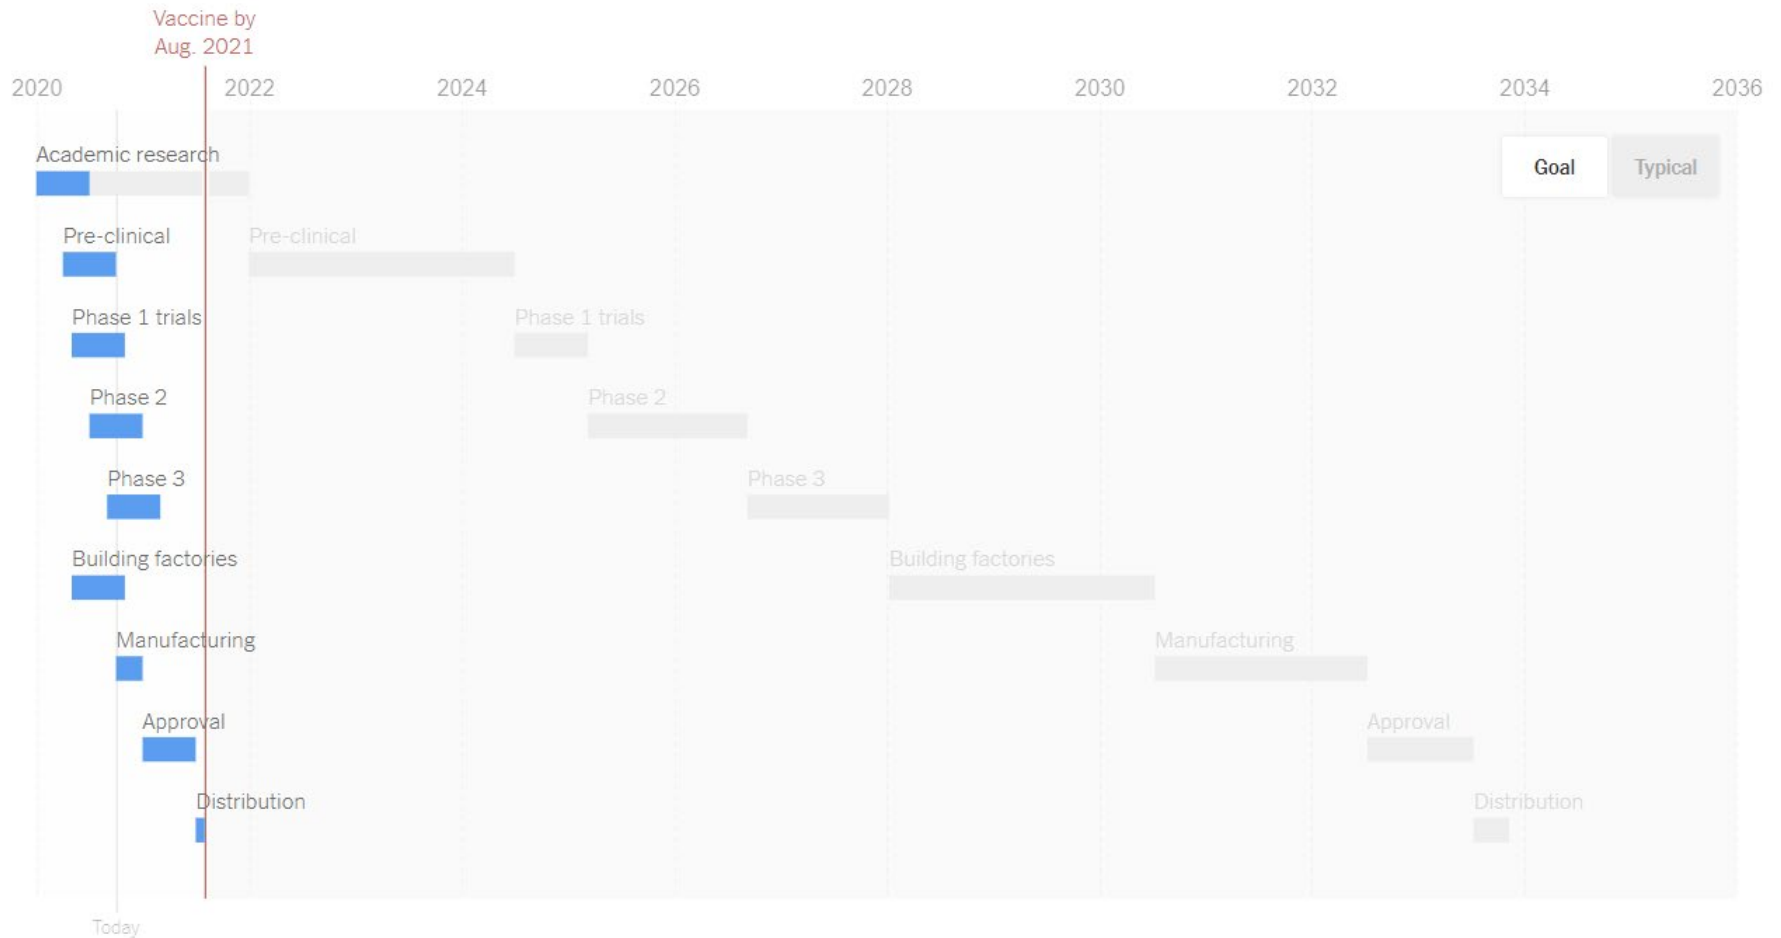 Vaccine by
Aug. 2021
2020 2022 2024 2026 2028 2030 2032 2034 2036
Academic research
Goal Typical
Pre-clinical Pre-clinical
Phase 1 trials Phase 1 trials
Phase 2 Phase 2
Phase 3 Phase 3
Building factories Building factories
Manufacturing Manufacturing
Approval Approval
Distribution Distribution
Today